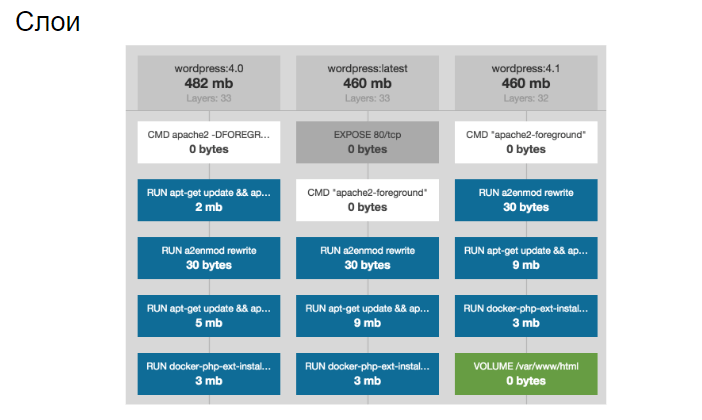 Слои
wordpress:4.0
482 mb
Layers: 33
wordpress:latest
460 mb
Layers: 33
wordpress:4.1
460 mb
Layers: 32
CMD apache2 -DFOREGR...
0 bytes
EXPOSE 80/tcp
0 bytes
CMD "apache2-foreground"
0 bytes
RUN apt-get update && ap...
2 mb
CMD "apache2-foreground"
0 bytes
RUN a2enmod rewrite
30 bytes
RUN a2enmod rewrite
30 bytes
RUN a2enmod rewrite
30 bytes
RUN apt-get update && ap...
9 mb
RUN apt-get update && ap...
5 mb
RUN apt-get update && ap...
9 mb
RUN docker-php-ext-instal...
3 mb
RUN docker-php-ext-instal...
3 mb
RUN docker-php-ext-instal...
3 mb
VOLUME /var/www/html
0 bytes